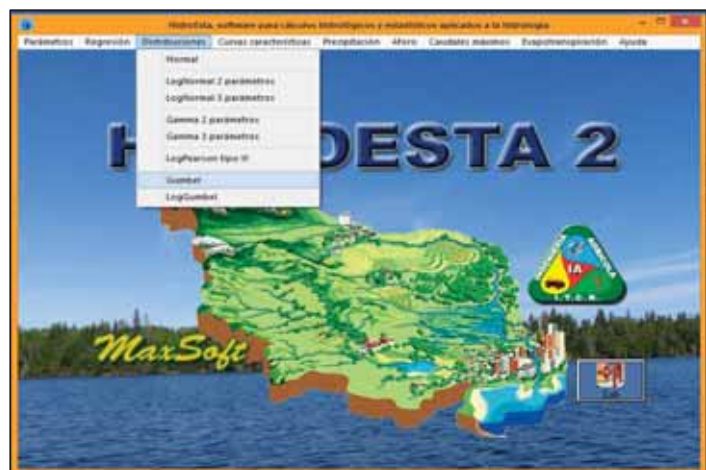 HidroEsta, software para cálculos hidrológicos y estadísticos aplicados a la hidrología
Parámetros Regresión Distribuciones Curvas características Precipitación Aforo Caudales máximos Evapotranspiración Ayuda
Normal
LogNormal 2 parámetros
LogNormal 3 parámetros
Gamma 2 parámetros
Gamma 3 parámetros
LogPearson tipo III
Gumbel
LogGumbel
H OESTA 2
IA
MaxSoft